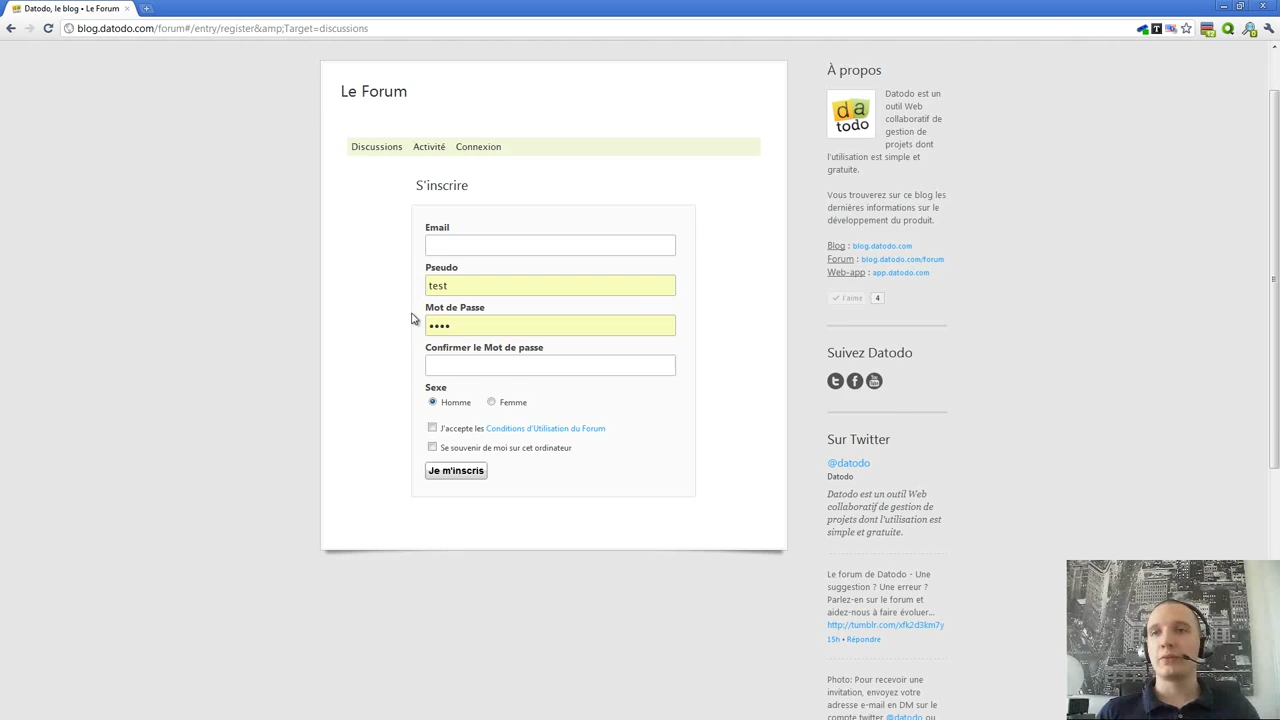 Datodo, le blog • Le Forum
blog.datodo.com/forum#/entry/register&amp;Target=discussions
Le Forum
Discussions Activité Connexion
S'inscrire
Email
Pseudo
test
Mot de Passe
••••
Confirmer le Mot de passe
Sexe
Homme Femme
J'accepte les Conditions d'Utilisation du Forum
Se souvenir de moi sur cet ordinateur
Je m'inscris
À propos
da
todo
Datodo est un
outil Web
collaboratif de
gestion de
projets dont
l'utilisation est simple et
gratuite.
Vous trouverez sur ce blog les
dernières informations sur le
développement du produit.
Blog : blog.datodo.com
Forum : blog.datodo.com/forum
Web-app : app.datodo.com
J'aime 4
Suivez Datodo
Sur Twitter
@datodo
Datodo
Datodo est un outil Web
collaboratif de gestion de
projets dont l'utilisation est
simple et gratuite.
Le forum de Datodo - Une
suggestion ? Une erreur ?
Parlez-en sur le forum et
aidez-nous à faire évoluer...
http://tumblr.com/xfk2d3km7y
15h • Répondre
Photo: Pour recevoir une
invitation, envoyez votre
adresse e-mail en DM sur le
compte twitter @datodo ou